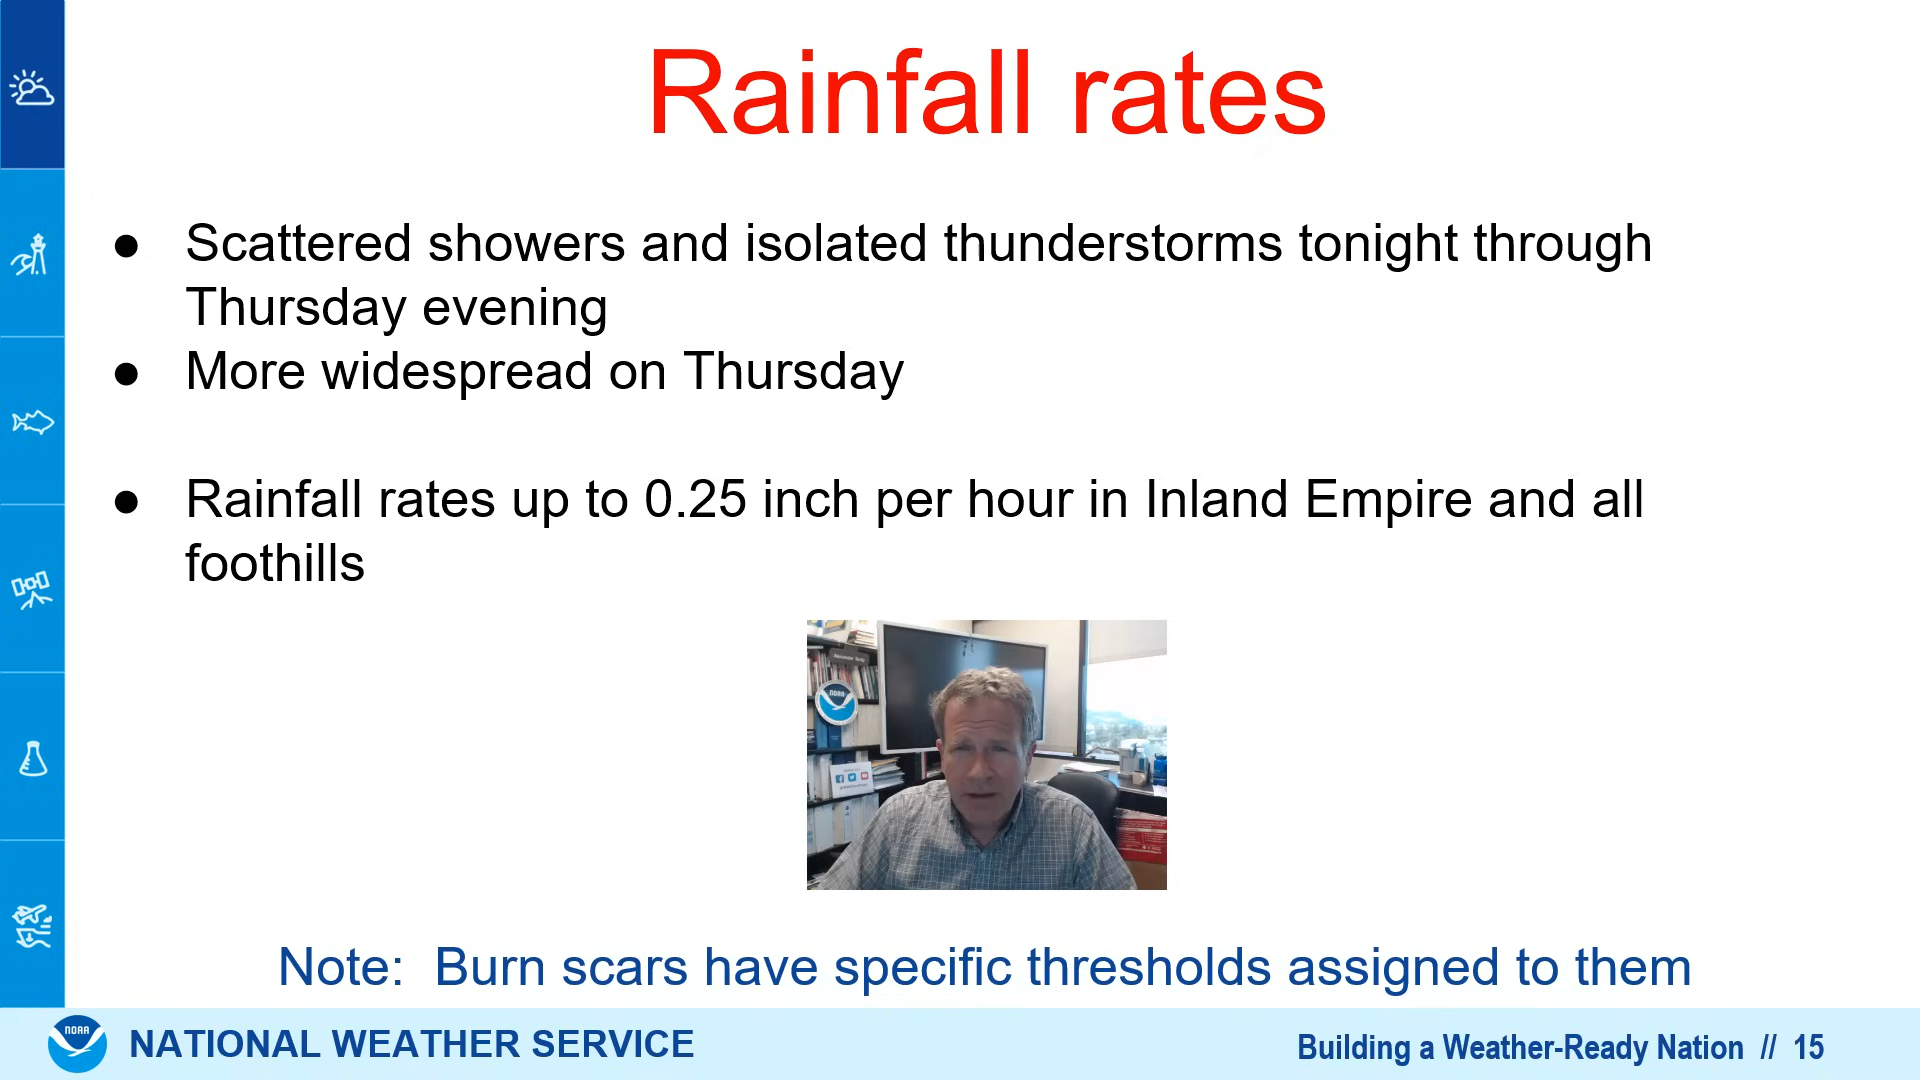 Rainfall rates
● Scattered showers and isolated thunderstorms tonight through
Thursday evening
● More widespread on Thursday
● Rainfall rates up to 0.25 inch per hour in Inland Empire and all
foothills
NOAA
Note: Burn scars have specific thresholds assigned to them
NOAA
NATIONAL WEATHER SERVICE
Building a Weather-Ready Nation // 15